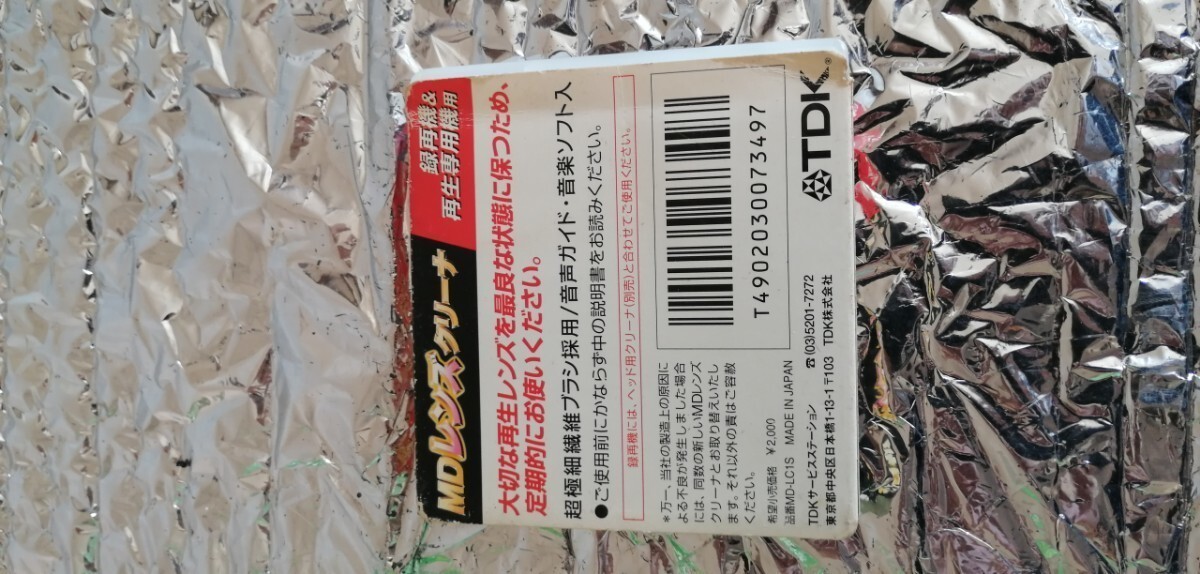 MDレンズクリーナ
録再機&
再生専用機用
大切な再生レンズを最良な状態に保つため、
定期的にお使いください。
超極細繊維ブラシ採用/音声ガイド・音楽ソフト入
●ご使用前にかならず中の説明書をお読みください。
録再機には、ヘッド用クリーナ(別売)と合わせてご使用ください。
*万一、当社の製造上の原因に
よる不良が発生しました場合
には、同数の新しいMDレンズ
クリーナとお取り替えいたし
ます。それ以外の責はご容赦
ください。
希望小売価格 ¥2,000
品番MD-LC1S MADE IN JAPAN
T4902030073497
TDKサービスステーション ☎(03)5201-7272
東京都中央区日本橋1-13-1〒103 TDK株式会社
TDK®